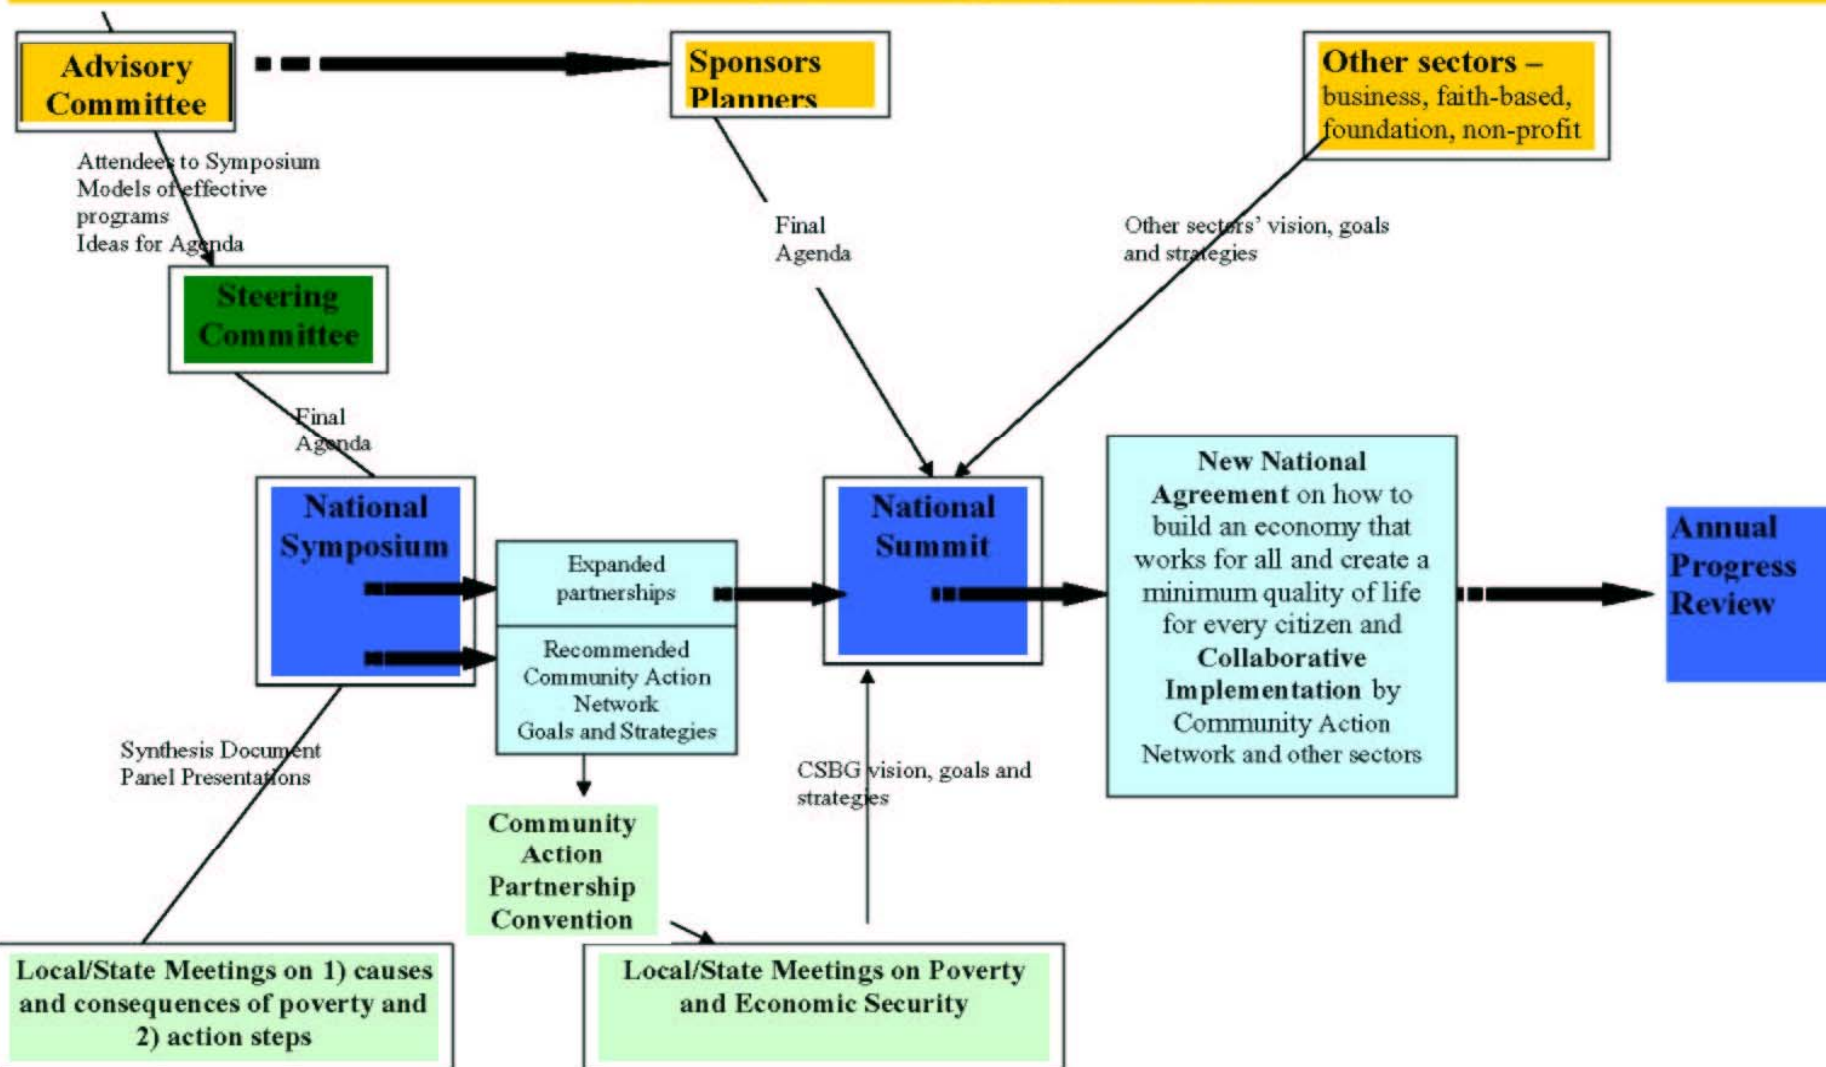 Advisory
Committee
Sponsors
Planners
Other sectors –
business, faith-based,
foundation, non-profit
Attendees to Symposium
Models of effective
programs
Ideas for Agenda
Final
Agenda
Other sectors' vision, goals
and strategies
Steering
Committee
Final
Agenda
National
Symposium
Expanded
partnerships
Recommended
Community Action
Network
Goals and Strategies
National
Summit
New National
Agreement on how to
build an economy that
works for all and create a
minimum quality of life
for every citizen and
Collaborative
Implementation by
Community Action
Network and other sectors
Annual
Progress
Review
Synthesis Document
Panel Presentations
CSBG vision, goals and
strategies
Community
Action
Partnership
Convention
Local/State Meetings on 1) causes
and consequences of poverty and
2) action steps
Local/State Meetings on Poverty
and Economic Security